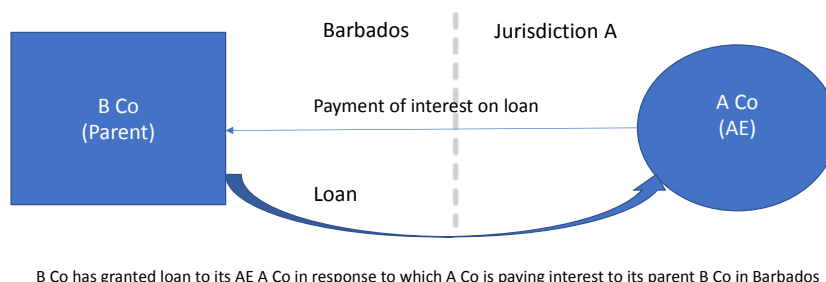 Barbados
Jurisdiction A
B Co
(Parent)
Payment of interest on loan
A Co
(AE)
Loan
B Co has granted loan to its AE A Co in response to which A Co is paying interest to its parent B Co in Barbados